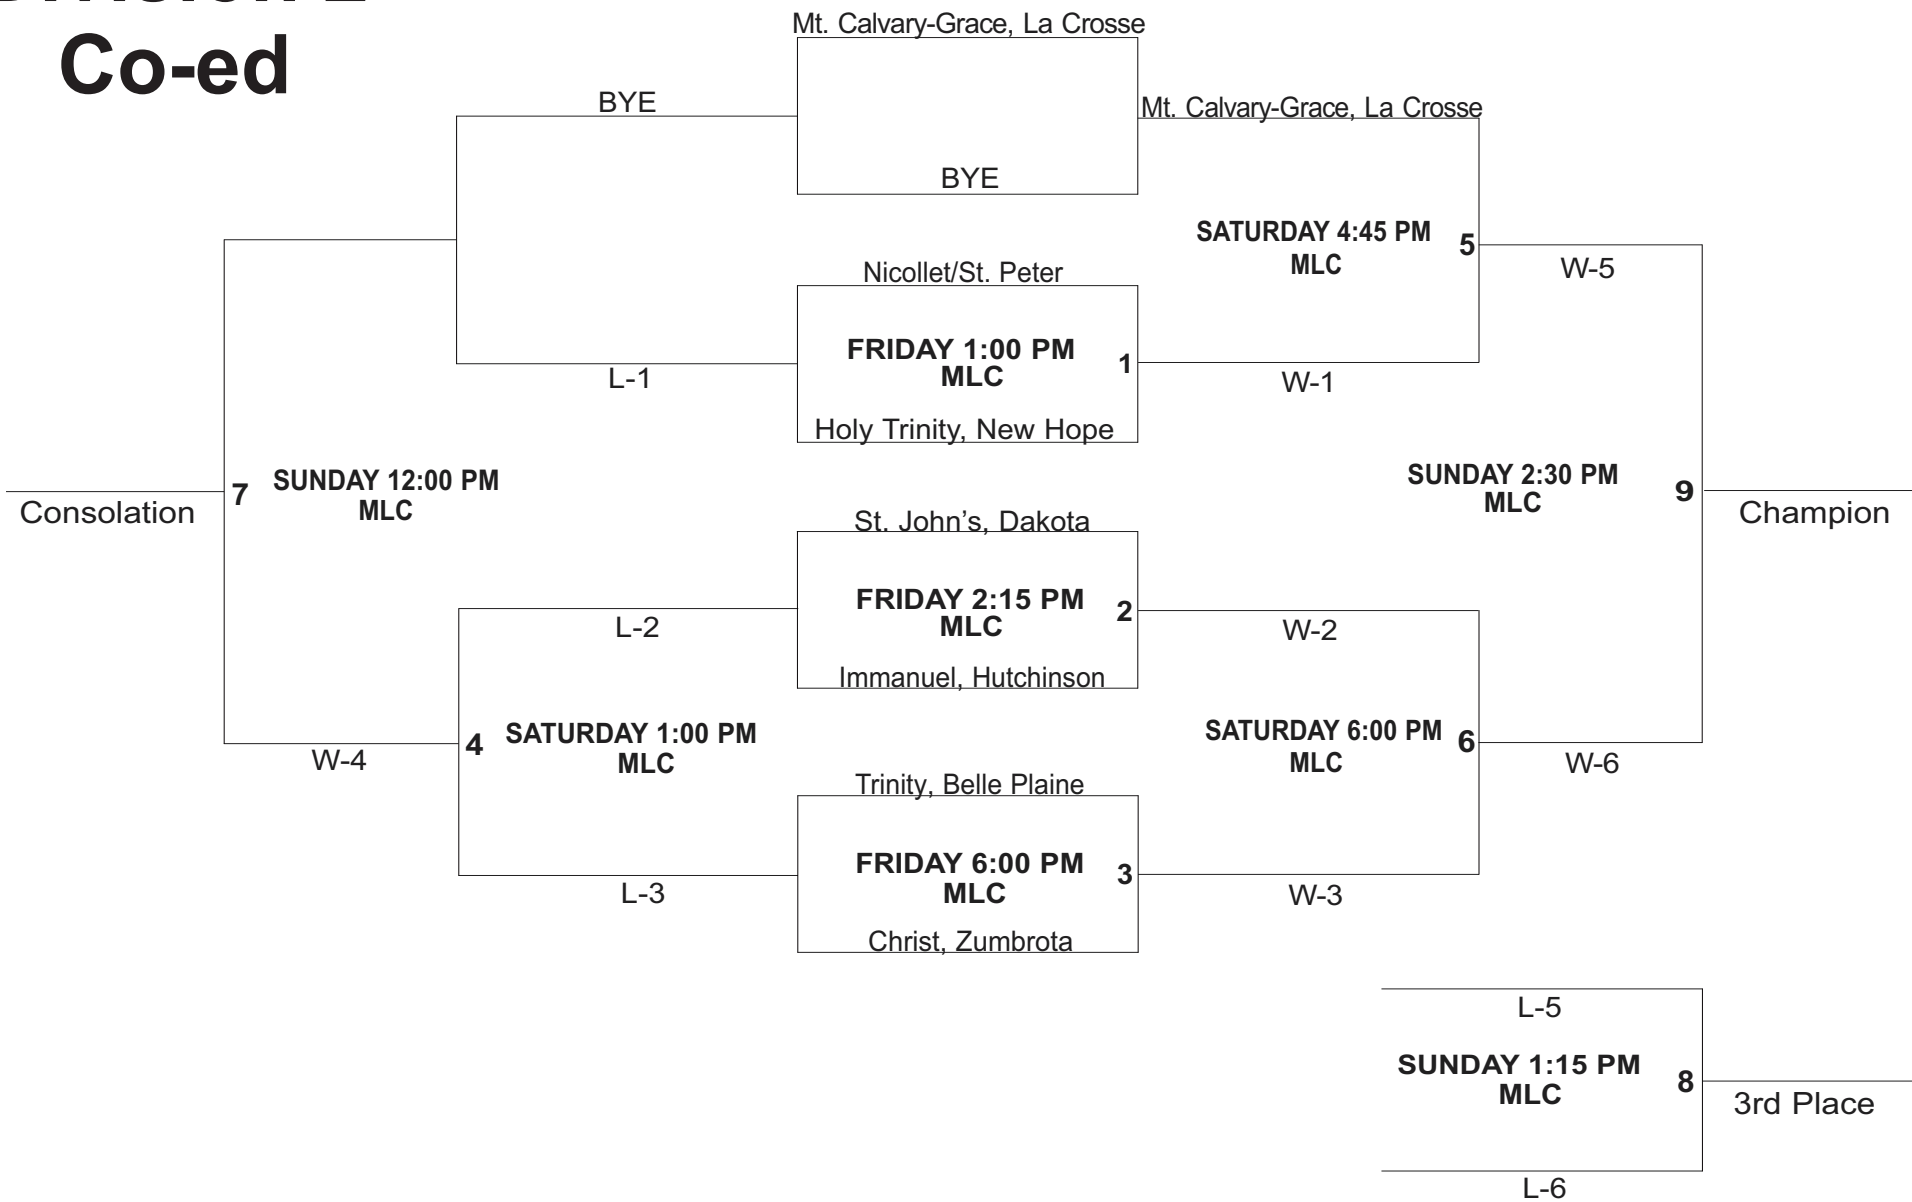 Co-ed
Mt. Calvary-Grace, La Crosse
BYE
Mt. Calvary-Grace, La Crosse
BYE
SATURDAY 4:45 PM
MLC
5
W-5
Nicollet/St. Peter
FRIDAY 1:00 PM
MLC
1
L-1
W-1
Holy Trinity, New Hope
7
SUNDAY 12:00 PM
MLC
Consolation
SUNDAY 2:30 PM
MLC
9
Champion
St. John’s, Dakota
FRIDAY 2:15 PM
MLC
2
L-2
W-2
Immanuel, Hutchinson
4
SATURDAY 1:00 PM
MLC
W-4
SATURDAY 6:00 PM
MLC
6
W-6
Trinity, Belle Plaine
FRIDAY 6:00 PM
MLC
3
L-3
W-3
Christ, Zumbrota
L-5
SUNDAY 1:15 PM
MLC
8
3rd Place
L-6